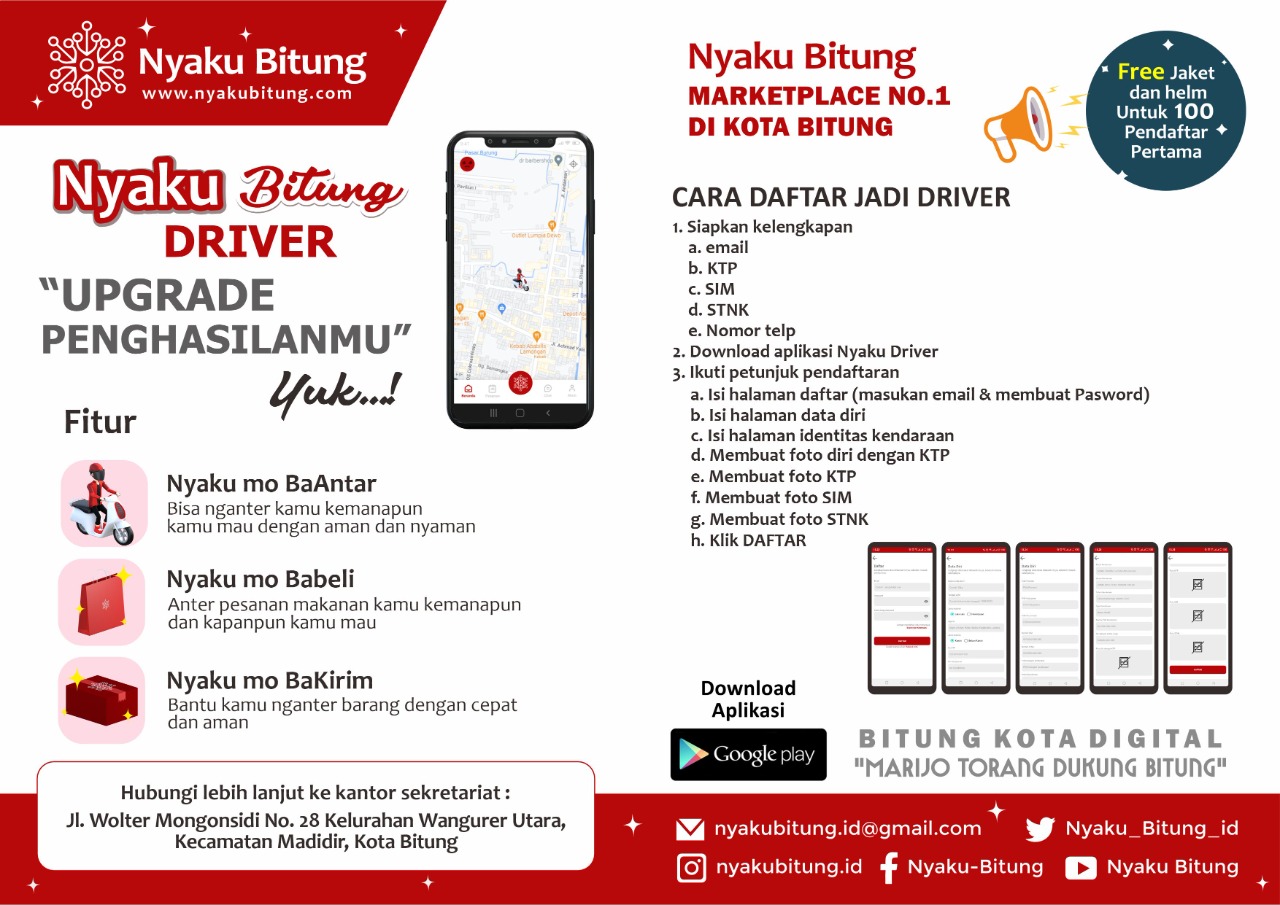 Nyaku Bitung
www.nyakubitung.com
Nyaku Bitung
DRIVER
“UPGRADE
PENGHASILANMU”
Yuk....!
Fitur
Nyaku mo BaAntar
Bisa nganter kamu kemanapun
kamu mau dengan aman dan nyaman
Nyaku mo Babeli
Anter pesanan makanan kamu kemanapun
dan kapanpun kamu mau
Nyaku mo BaKirim
Bantu kamu nganter barang dengan cepat
dan aman
Hubungi lebih lanjut ke kantor sekretariat :
Jl. Wolter Mongonsidi No. 28 Kelurahan Wangurer Utara,
Kecamatan Madidir, Kota Bitung
Nyaku Bitung
MARKETPLACE NO.1
DI KOTA BITUNG
Free Jaket
dan helm
Untuk 100
Pendaftar
Pertama
CARA DAFTAR JADI DRIVER
1. Siapkan kelengkapan
a. email
b. KTP
c. SIM
d. STNK
e. Nomor telp
2. Download aplikasi Nyaku Driver
3. Ikuti petunjuk pendaftaran
a. Isi halaman daftar (masukan email & membuat Pasword)
b. Isi halaman data diri
c. Isi halaman identitas kendaraan
d. Membuat foto diri dengan KTP
e. Membuat foto KTP
f. Membuat foto SIM
g. Membuat foto STNK
h. Klik DAFTAR
Download
Aplikasi
Google play
BITUNG KOTA DIGITAL
"MARIJO TORANG DUKUNG BITUNG"
nyakubitung.id@gmail.com
Nyaku_Bitung_id
nyakubitung.id
Nyaku-Bitung
Nyaku Bitung